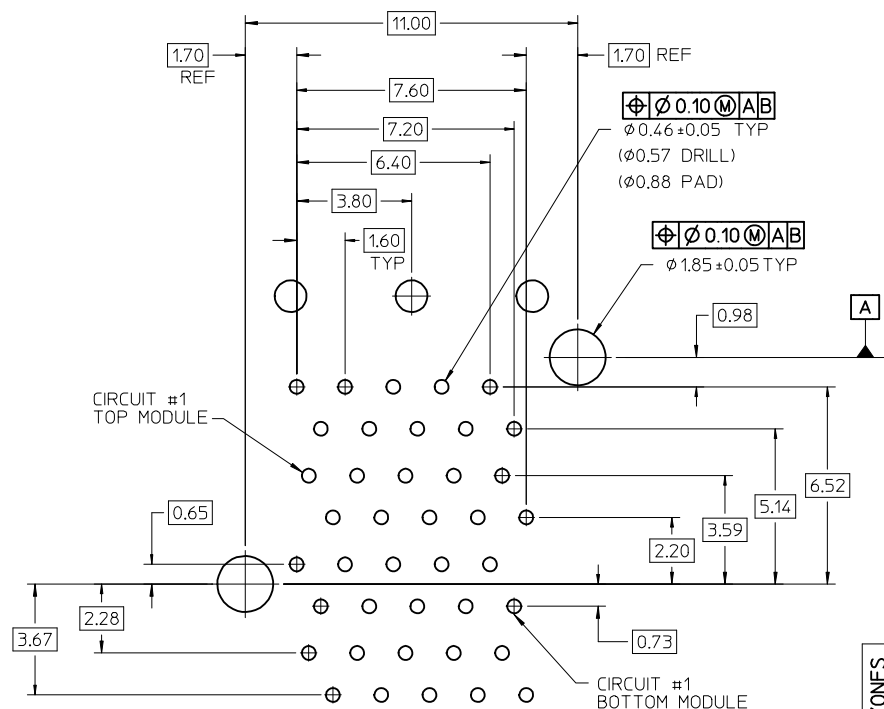 11.00
1.70
REF
1.70 REF
7.60
7.20
6.40
3.80
1.60
TYP
⌖ Ø 0.10 Ⓜ A B
Ø0.46 ±0.05 TYP
(Ø0.57 DRILL)
(Ø0.88 PAD)
⌖ Ø 0.10 Ⓜ A B
Ø1.85 ±0.05 TYP
A
0.98
CIRCUIT #1
TOP MODULE
0.65
6.52
5.14
3.59
2.20
2.28
3.67
0.73
CIRCUIT #1
BOTTOM MODULE